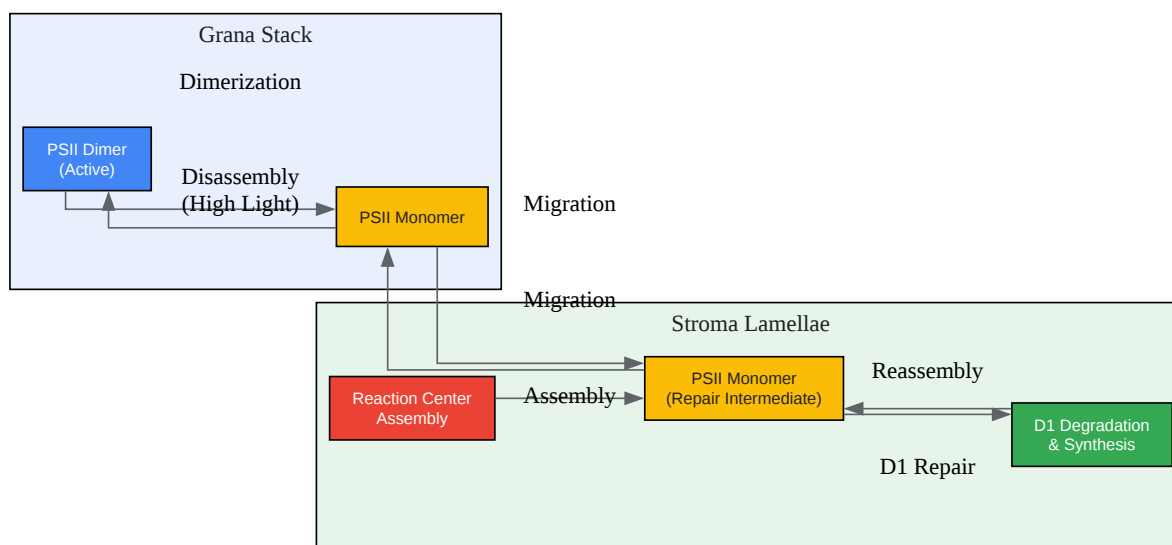 Grana Stack
Dimerization
PSII Dimer
(Active)
Disassembly
(High Light)
PSII Monomer
Migration
Migration
Stroma Lamellae
Reaction Center
Assembly
Assembly
PSII Monomer
(Repair Intermediate)
Reassembly
D1 Degradation
& Synthesis
D1 Repair